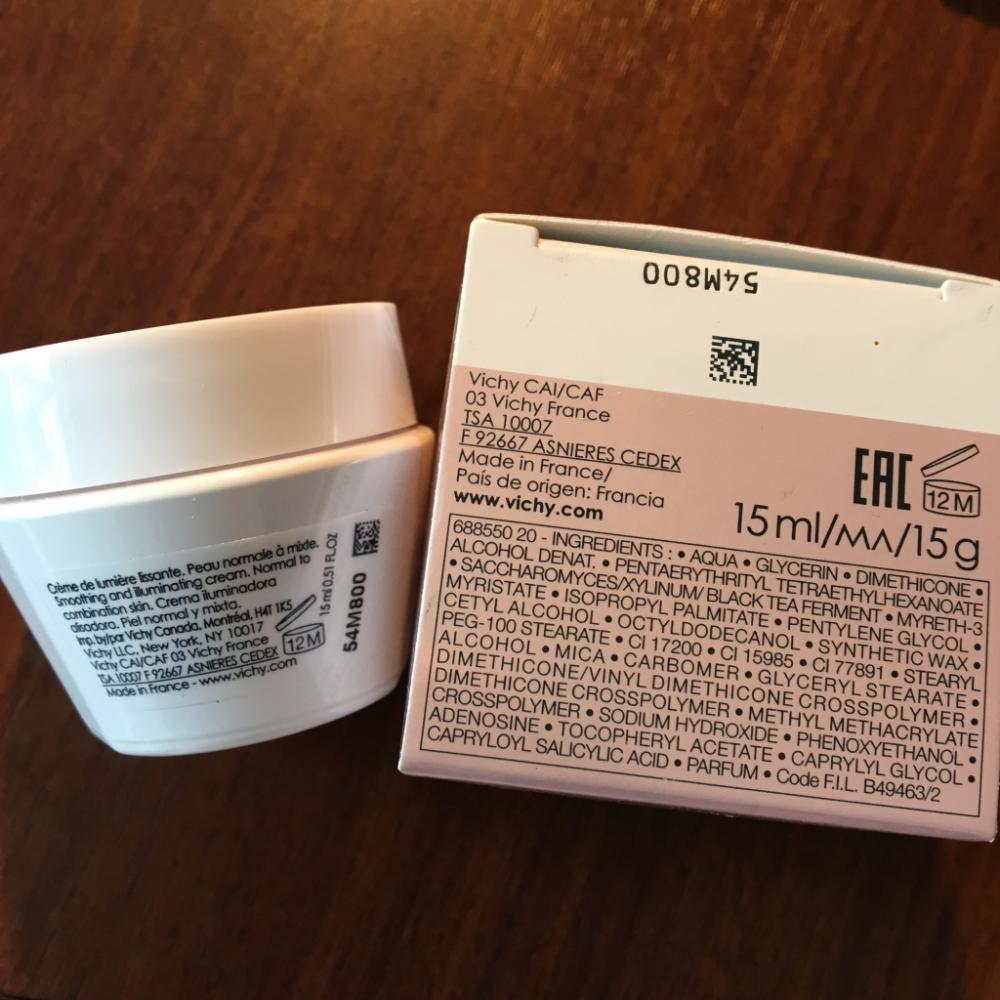 Crème de lumière lissante. Peau normale à mixte.
Smoothing and illuminating cream. Normal to
combination skin. Crema iluminadora
alisadora. Piel normal y mixta.
Imp. by/par Vichy Canada, Montréal, H4T 1K5
Vichy LLC, New York, NY 10017
Vichy CAI/CAF 03 Vichy France
TSA 10007 F 92667 ASNIERES CEDEX
Made in France - www.vichy.com
12 M
15 ml 0.51 FL.OZ
54M800
54M800
Vichy CAI/CAF
03 Vichy France
TSA 10007
F 92667 ASNIERES CEDEX
Made in France/
País de origen: Francia
www.vichy.com
EAC
12 M
15 ml/мл/15 g
688550 20 - INGREDIENTS : • AQUA • GLYCERIN • DIMETHICONE •
ALCOHOL DENAT. • PENTAERYTHRITYL TETRAETHYLHEXANOATE
• SACCHAROMYCES/XYLINUM/ BLACK TEA FERMENT • MYRETH-3
MYRISTATE • ISOPROPYL PALMITATE • PENTYLENE GLYCOL •
CETYL ALCOHOL • OCTYLDODECANOL • SYNTHETIC WAX •
PEG-100 STEARATE • CI 17200 • CI 15985 • CI 77891 • STEARYL
ALCOHOL • MICA • CARBOMER • GLYCERYL STEARATE •
DIMETHICONE/VINYL DIMETHICONE CROSSPOLYMER •
DIMETHICONE CROSSPOLYMER • METHYL METHACRYLATE
CROSSPOLYMER • SODIUM HYDROXIDE • PHENOXYETHANOL •
ADENOSINE • TOCOPHERYL ACETATE • CAPRYLYL GLYCOL •
CAPRYLOYL SALICYLIC ACID • PARFUM • Code F.I.L. B49463/2